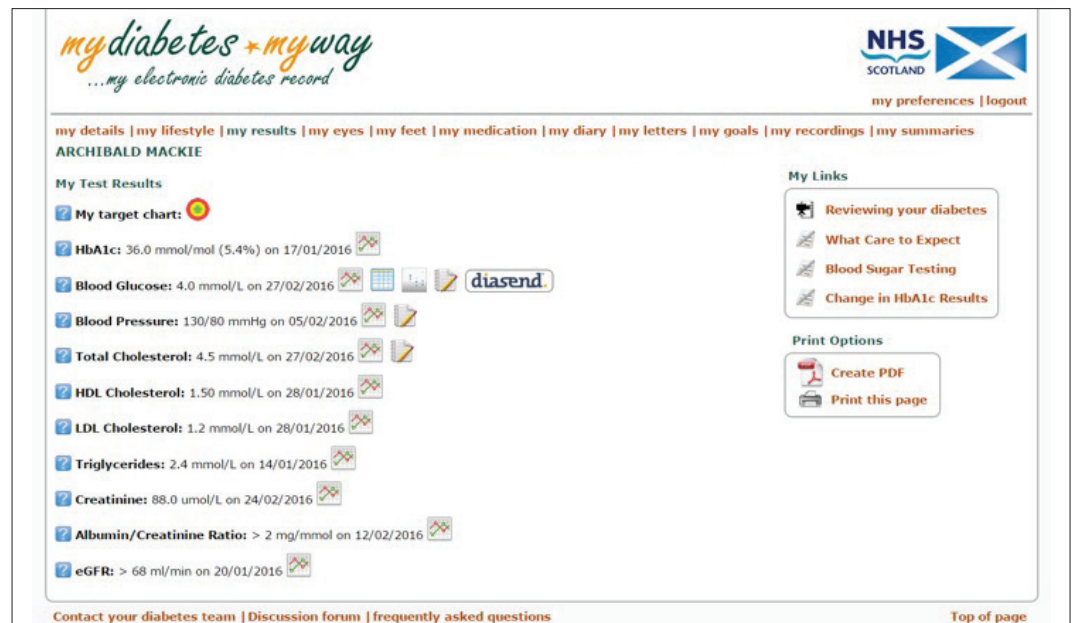 mydiabetes myway
...my electronic diabetes record
NHS
SCOTLAND
my preferences | logout
my details | my lifestyle | my results | my eyes | my feet | my medication | my diary | my letters | my goals | my recordings | my summaries
ARCHIBALD MACKIE
My Test Results
? My target chart:
? HbA1c: 36.0 mmol/mol (5.4%) on 17/01/2016
? Blood Glucose: 4.0 mmol/L on 27/02/2016 diasend.
? Blood Pressure: 130/80 mmHg on 05/02/2016
? Total Cholesterol: 4.5 mmol/L on 27/02/2016
? HDL Cholesterol: 1.50 mmol/L on 28/01/2016
? LDL Cholesterol: 1.2 mmol/L on 28/01/2016
? Triglycerides: 2.4 mmol/L on 14/01/2016
? Creatinine: 88.0 umol/L on 24/02/2016
? Albumin/Creatinine Ratio: > 2 mg/mmol on 12/02/2016
? eGFR: > 68 ml/min on 20/01/2016
My Links
Reviewing your diabetes
What Care to Expect
Blood Sugar Testing
Change in HbA1c Results
Print Options
Create PDF
Print this page
Contact your diabetes team | Discussion forum | frequently asked questions
Top of page